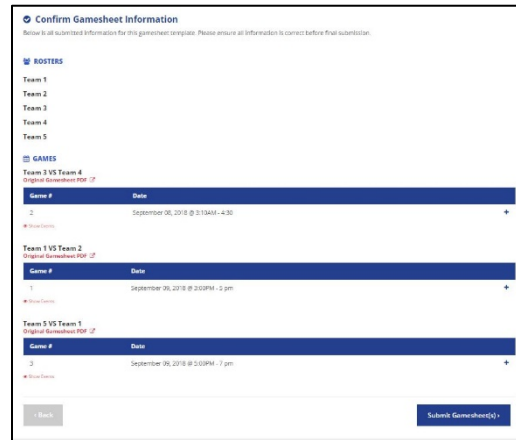 Confirm Gamesheet Information
Below is all submitted information for this gamesheet template. Please ensure all information is correct before final submission.
ROSTERS
Team 1
Team 2
Team 3
Team 4
Team 5
GAMES
Team 3 VS Team 4
Original Gamesheet PDF
Game # Date
2 September 08, 2018 @ 3:10AM - 4:30 +
Show Events
Team 1 VS Team 2
Original Gamesheet PDF
Game # Date
1 September 09, 2018 @ 3:00PM - 5 pm +
Show Events
Team 5 VS Team 1
Original Gamesheet PDF
Game # Date
3 September 09, 2018 @ 5:00PM - 7 pm +
Show Events
‹ Back
Submit Gamesheet(s) ›